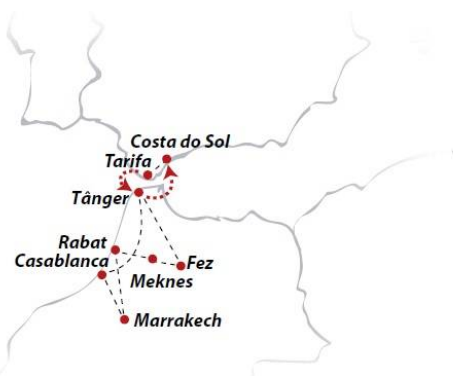 Costa do Sol
Tarifa
Tânger
Rabat
Casablanca
Fez
Meknes
Marrakech